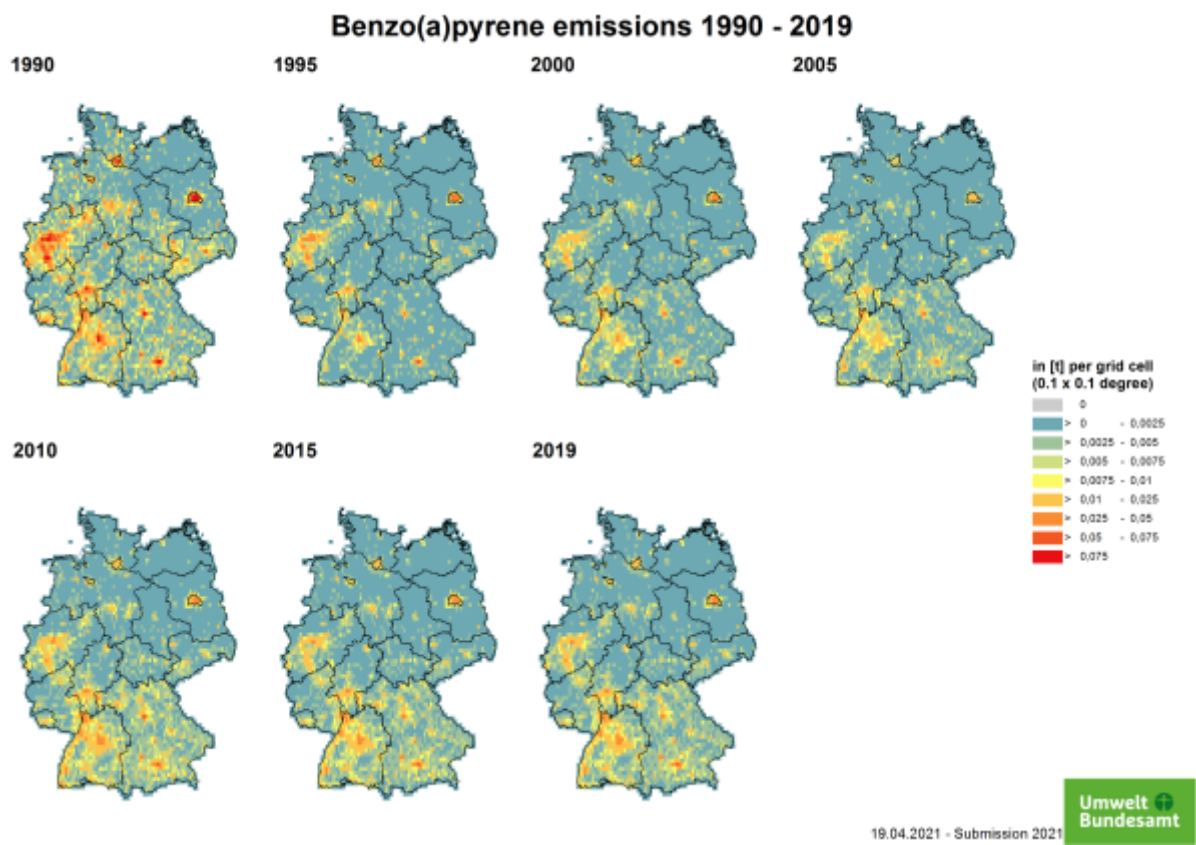 Benzo(a)pyrene emissions 1990 - 2019
1990
1995
2000
2005
in [t] per grid cell
(0.1 x 0.1 degree)
0
> 0 - 0,0025
> 0,0025 - 0,005
> 0,005 - 0,0075
> 0,0075 - 0,01
> 0,01 - 0,025
> 0,025 - 0,05
> 0,05 - 0,075
> 0,075
2010
2015
2019
Umwelt
Bundesamt
19.04.2021 - Submission 2021